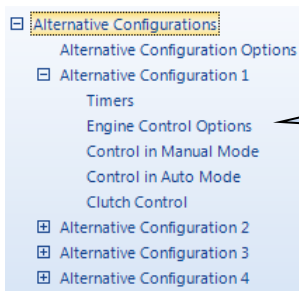 Alternative Configurations
Alternative Configuration Options
Alternative Configuration 1
Timers
Engine Control Options
Control in Manual Mode
Control in Auto Mode
Clutch Control
Alternative Configuration 2
Alternative Configuration 3
Alternative Configuration 4